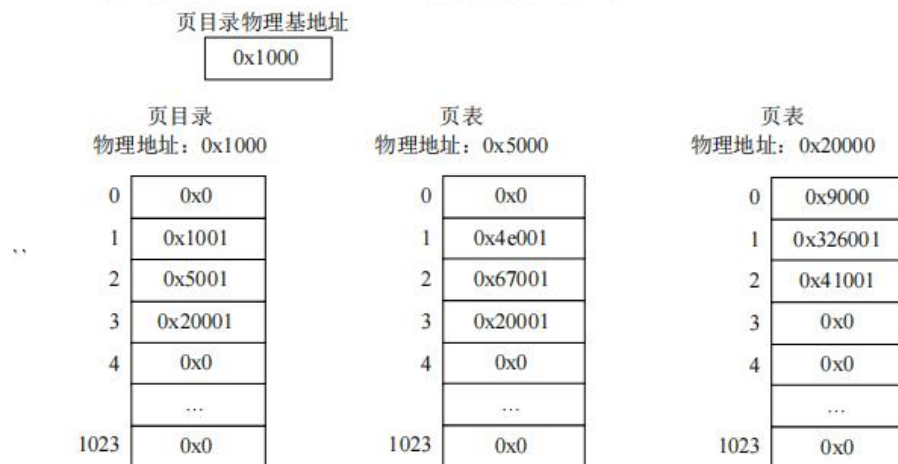 页目录物理基地址
0x1000
页目录 页表 页表
物理地址：0x1000 物理地址：0x5000 物理地址：0x20000
0 0x0 0 0x0 0 0x9000
1 0x1001 1 0x4e001 1 0x326001
2 0x5001 2 0x67001 2 0x41001
3 0x20001 3 0x20001 3 0x0
4 0x0 4 0x0 4 0x0
… … …
1023 0x0 1023 0x0 1023 0x0